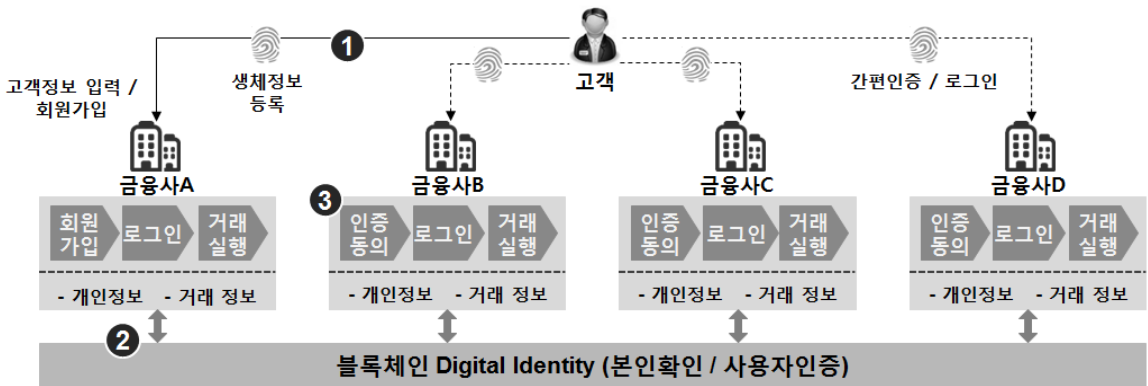 1
고객
고객정보 입력 /
회원가입
생체정보
등록
간편인증 / 로그인
금융사A
금융사B
금융사C
금융사D
회원
가입
로그인
거래
실행
- 개인정보 - 거래 정보
3
인증
동의
로그인
거래
실행
- 개인정보 - 거래 정보
인증
동의
로그인
거래
실행
- 개인정보 - 거래 정보
인증
동의
로그인
거래
실행
- 개인정보 - 거래 정보
2
블록체인 Digital Identity (본인확인 / 사용자인증)